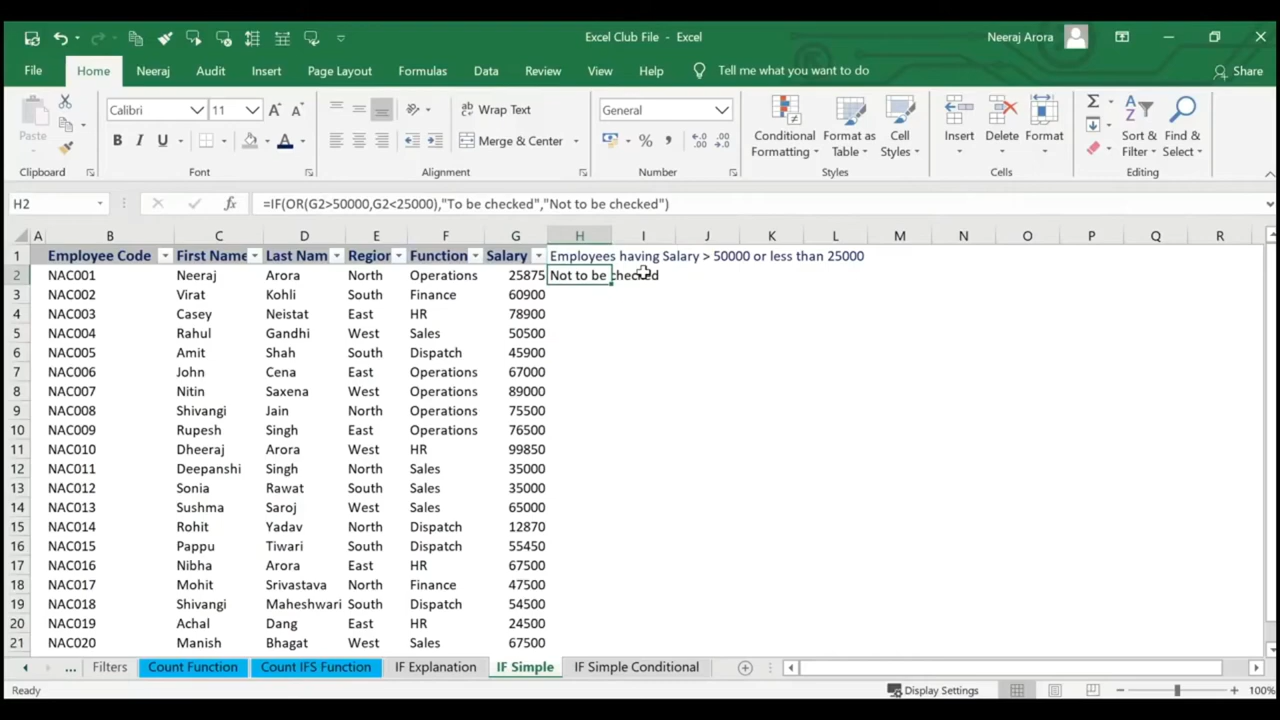 Excel Club File - Excel
Neeraj Arora
File Home Neeraj Audit Insert Page Layout Formulas Data Review View Help Tell me what you want to do Share
Paste
Calibri 11
B I U A
Wrap Text
Merge & Center
General
Conditional Formatting
Format as Table
Cell Styles
Insert
Delete
Format
Sort & Filter
Find & Select
Clipboard Font Alignment Number Styles Cells Editing
H2 fx =IF(OR(G2>50000,G2<25000),"To be checked","Not to be checked")
A B C D E F G H I J K L M N O P Q R
1 Employee Code First Name Last Nam Region Function Salary Employees having Salary > 50000 or less than 25000
2 NAC001 Neeraj Arora North Operations 25875 Not to be checked
3 NAC002 Virat Kohli South Finance 60900
4 NAC003 Casey Neistat East HR 78900
5 NAC004 Rahul Gandhi West Sales 50500
6 NAC005 Amit Shah South Dispatch 45900
7 NAC006 John Cena East Operations 67000
8 NAC007 Nitin Saxena West Operations 89000
9 NAC008 Shivangi Jain North Operations 75500
10 NAC009 Rupesh Singh East Operations 76500
11 NAC010 Dheeraj Arora West HR 99850
12 NAC011 Deepanshi Singh North Sales 35000
13 NAC012 Sonia Rawat South Sales 35000
14 NAC013 Sushma Saroj West Sales 65000
15 NAC014 Rohit Yadav North Dispatch 12870
16 NAC015 Pappu Tiwari South Dispatch 55450
17 NAC016 Nibha Arora East HR 67500
18 NAC017 Mohit Srivastava North Finance 47500
19 NAC018 Shivangi Maheshwari South Dispatch 54500
20 NAC019 Achal Dang East HR 24500
21 NAC020 Manish Bhagat West Sales 67500
... Filters Count Function Count IFS Function IF Explanation IF Simple IF Simple Conditional
Ready Display Settings 100%